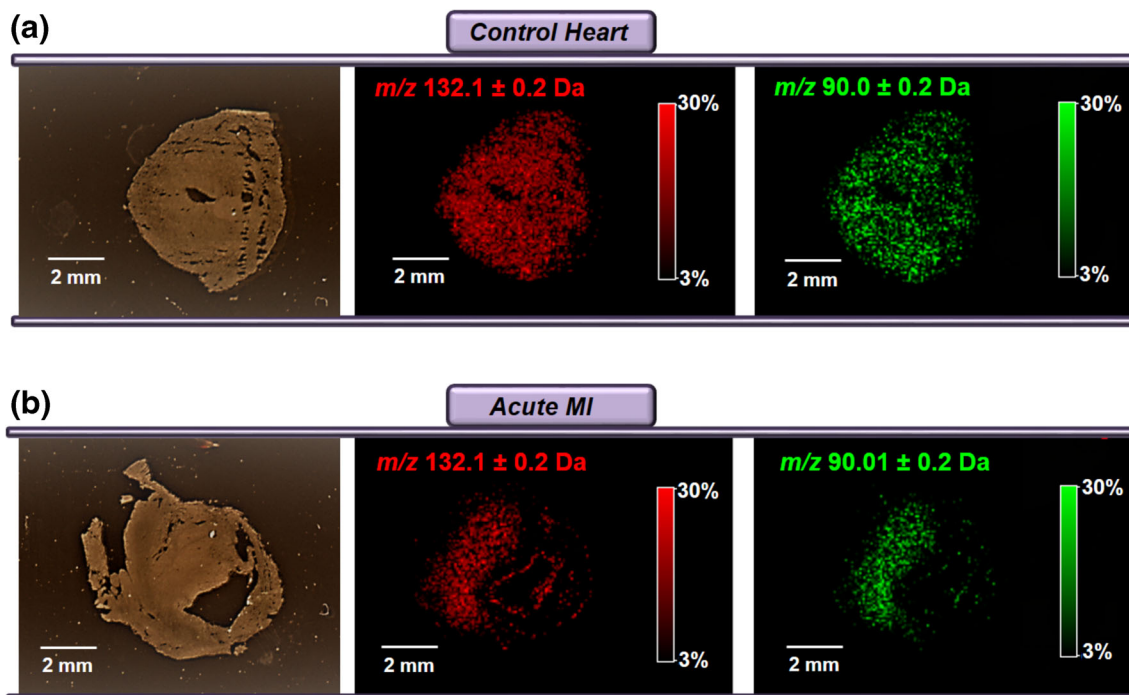 (a)
Control Heart
2 mm
m/z 132.1 ± 0.2 Da
30%
3%
2 mm
m/z 90.0 ± 0.2 Da
30%
3%
2 mm
(b)
Acute MI
2 mm
m/z 132.1 ± 0.2 Da
30%
3%
2 mm
m/z 90.01 ± 0.2 Da
30%
3%
2 mm